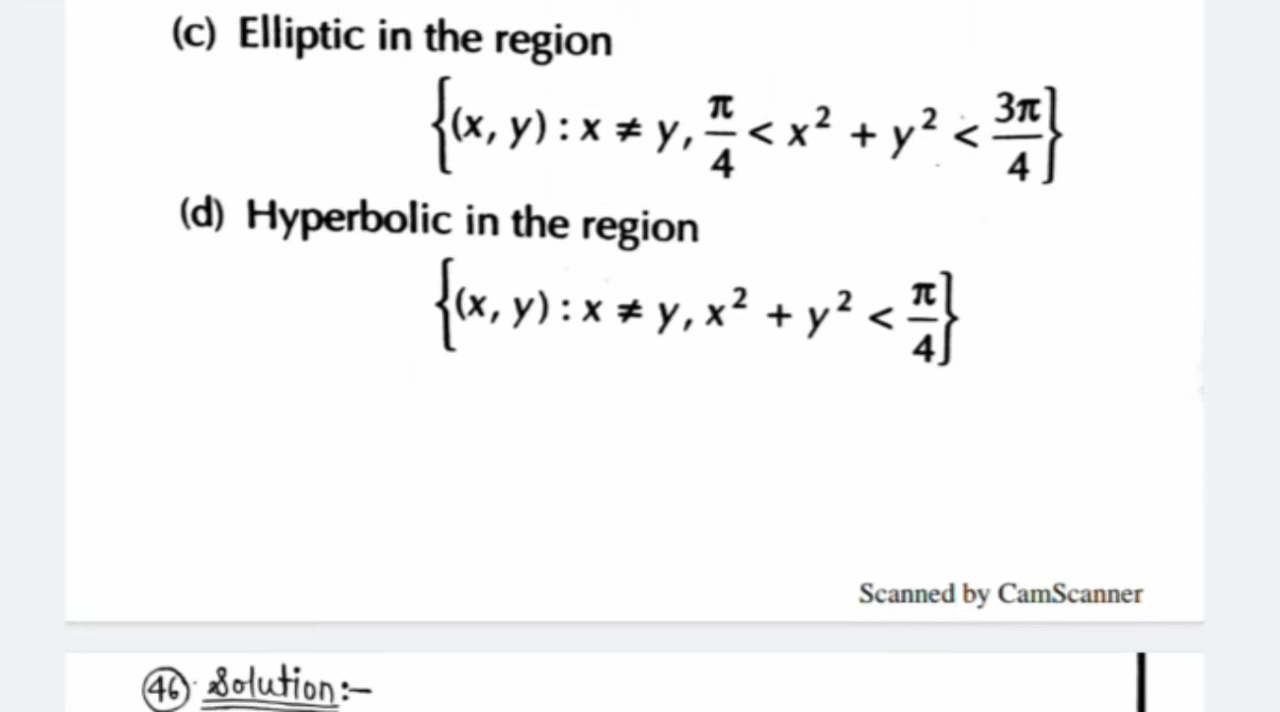 (c) Elliptic in the region
{(x, y) : x ≠ y, π/4 < x² + y² < 3π/4}
(d) Hyperbolic in the region
{(x, y) : x ≠ y, x² + y² < π/4}
Scanned by CamScanner
(46) Solution :-